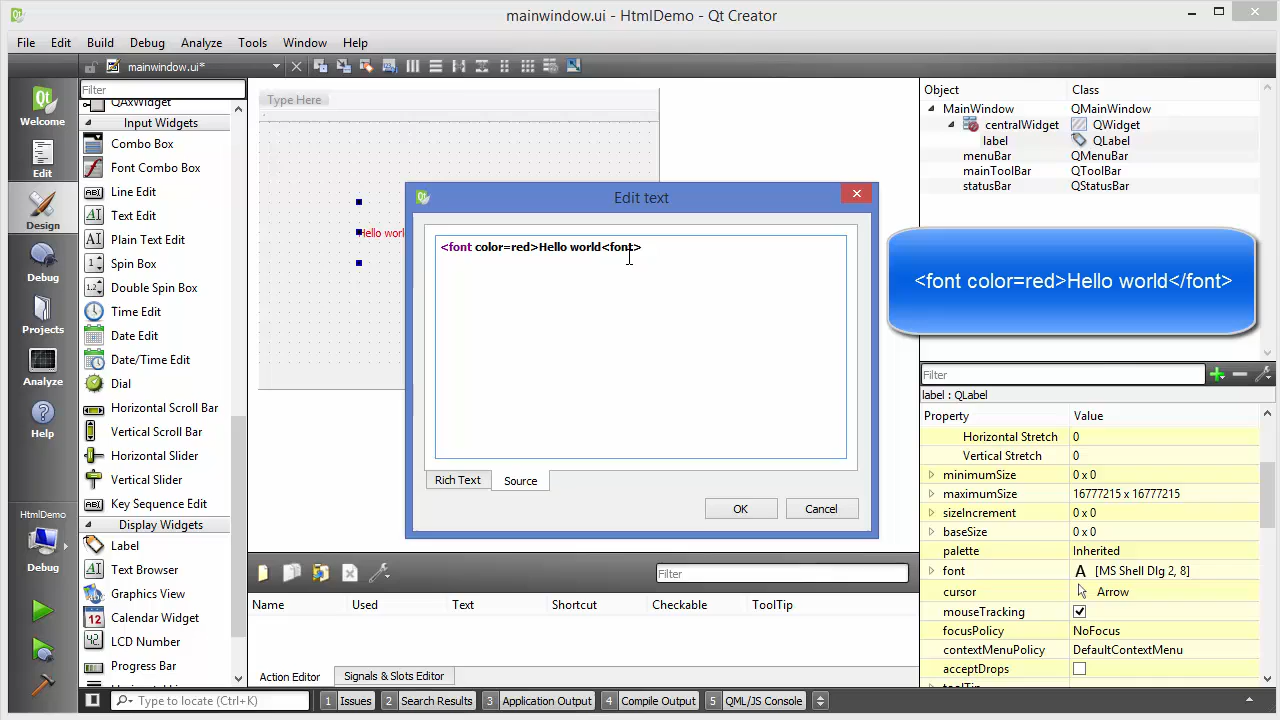 mainwindow.ui - HtmlDemo - Qt Creator
File Edit Build Debug Tools Analyze Window Help
mainwindow.ui*
Filter
QAxWidget
Input Widgets
Combo Box
Font Combo Box
Line Edit
Text Edit
Plain Text Edit
Spin Box
Double Spin Box
Time Edit
Date Edit
Date/Time Edit
Dial
Horizontal Scroll Bar
Vertical Scroll Bar
Horizontal Slider
Vertical Slider
Key Sequence Edit
Display Widgets
Label
Text Browser
Graphics View
Calendar Widget
LCD Number
Progress Bar
Qt
Welcome
Edit
Design
Debug
Projects
Analyze
Help
HtmlDemo
Debug
Type Here
Hello worl
Edit text
<font color=red>Hello world<font>
Rich Text Source
OK Cancel
<font color=red>Hello world</font>
Object Class
MainWindow QMainWindow
centralWidget QWidget
label QLabel
menuBar QMenuBar
mainToolBar QToolBar
statusBar QStatusBar
Filter
label : QLabel
Property Value
Horizontal Stretch 0
Vertical Stretch 0
minimumSize 0 x 0
maximumSize 16777215 x 16777215
sizeIncrement 0 x 0
baseSize 0 x 0
palette Inherited
font A [MS Shell Dlg 2, 8]
cursor Arrow
mouseTracking
focusPolicy NoFocus
contextMenuPolicy DefaultContextMenu
acceptDrops
Filter
Name Used Text Shortcut Checkable ToolTip
Action Editor Signals & Slots Editor
Type to locate (Ctrl+K) 1 Issues 2 Search Results 3 Application Output 4 Compile Output 5 QML/JS Console